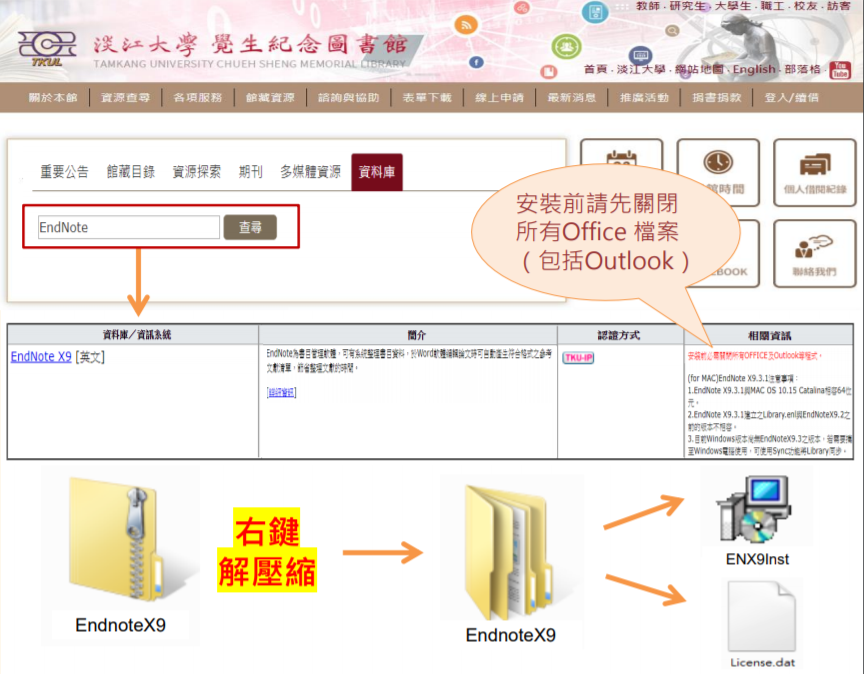 教師 · 研究生 · 大學生 · 職工 · 校友 · 訪客
淡江大學 覺生紀念圖書館
TKUL
TAMKANG UNIVERSITY CHUEH SHENG MEMORIAL LIBRARY
首頁 · 淡江大學 · 網站地圖 · English · 部落格 ·
You Tube
關於本館 資源查尋 各項服務 館藏資源 諮詢與協助 表單下載 線上申請 最新消息 推廣活動 捐書捐款 登入/續借
重要公告 館藏目錄 資源探索 期刊 多媒體資源 資料庫
EndNote 查尋
安裝前請先關閉
所有Office 檔案
（包括Outlook）
館時間
個人借閱紀錄
BOOK
聯絡我們
資料庫／資訊系統 簡介 認證方式 相關資訊
EndNote X9 [英文]
EndNote為書目管理軟體，可有系統整理書目資料，於Word軟體編輯論文時可自動產生符合格式之參考
文獻清單，節省整理文獻的時間。
[詳細資訊]
TKU-IP
安裝前必需關閉所有OFFICE及Outlook等程式。
(for MAC)EndNote X9.3.1注意事項：
1.EndNote X9.3.1與MAC OS 10.15 Catalina相容64位
元。
2.EndNote X9.3.1建立之Library.enl與EndNoteX9.2之
前的版本不相容。
3.目前Windows版本尚無EndNoteX9.3之版本，若需要攜
至Windows電腦使用，可使用Sync功能將Library同步。
右鍵
解壓縮
EndnoteX9
EndnoteX9
ENX9Inst
License.dat